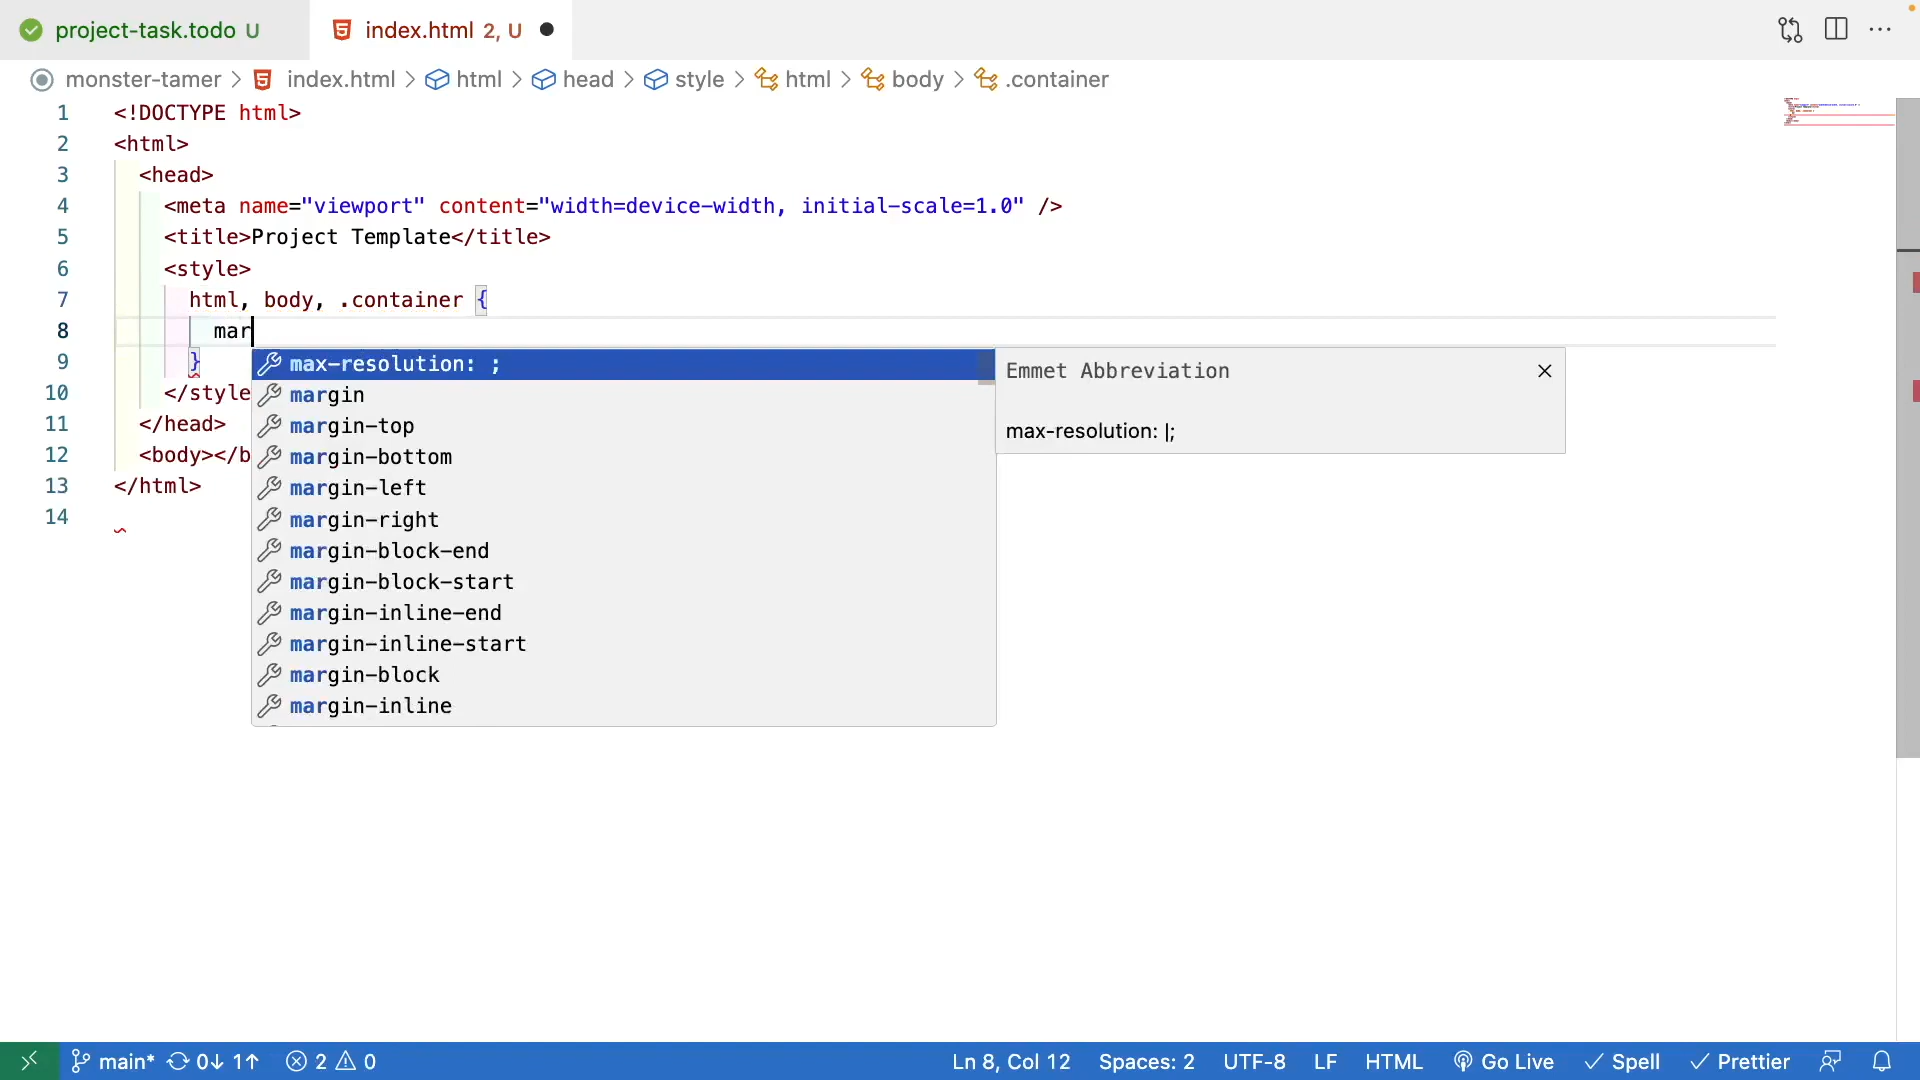 project-task.todo U index.html 2, U
monster-tamer index.html html head style html body .container
1 <!DOCTYPE html>
2 <html>
3 <head>
4 <meta name="viewport" content="width=device-width, initial-scale=1.0" />
5 <title>Project Template</title>
6 <style>
7 html, body, .container {
8 mar
9 }
10 </style
11 </head>
12 <body></b
13 </html>
14
max-resolution: ;
margin
margin-top
margin-bottom
margin-left
margin-right
margin-block-end
margin-block-start
margin-inline-end
margin-inline-start
margin-block
margin-inline
Emmet Abbreviation
max-resolution: |;
main* 0↓ 1↑ 2 0 Ln 8, Col 12 Spaces: 2 UTF-8 LF HTML Go Live Spell Prettier